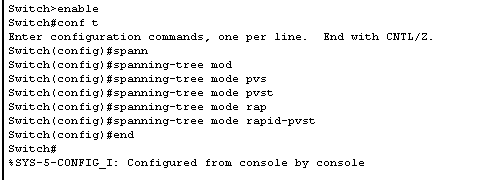 Switch>enable
Switch#conf t
Enter configuration commands, one per line.  End with CNTL/Z.
Switch(config)#spann
Switch(config)#spanning-tree mod
Switch(config)#spanning-tree mode pvs
Switch(config)#spanning-tree mode pvst
Switch(config)#spanning-tree mode rap
Switch(config)#spanning-tree mode rapid-pvst
Switch(config)#end
Switch#
%SYS-5-CONFIG_I: Configured from console by console